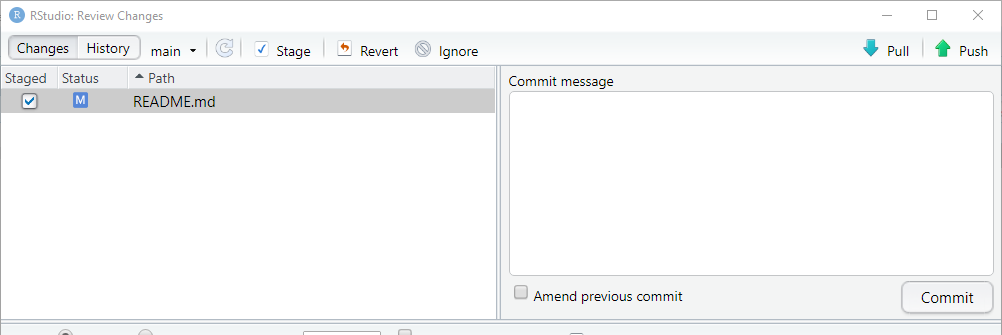 R RStudio: Review Changes
Changes History main Stage Revert Ignore Pull Push
Staged Status Path
M README.md
Commit message
Amend previous commit
Commit